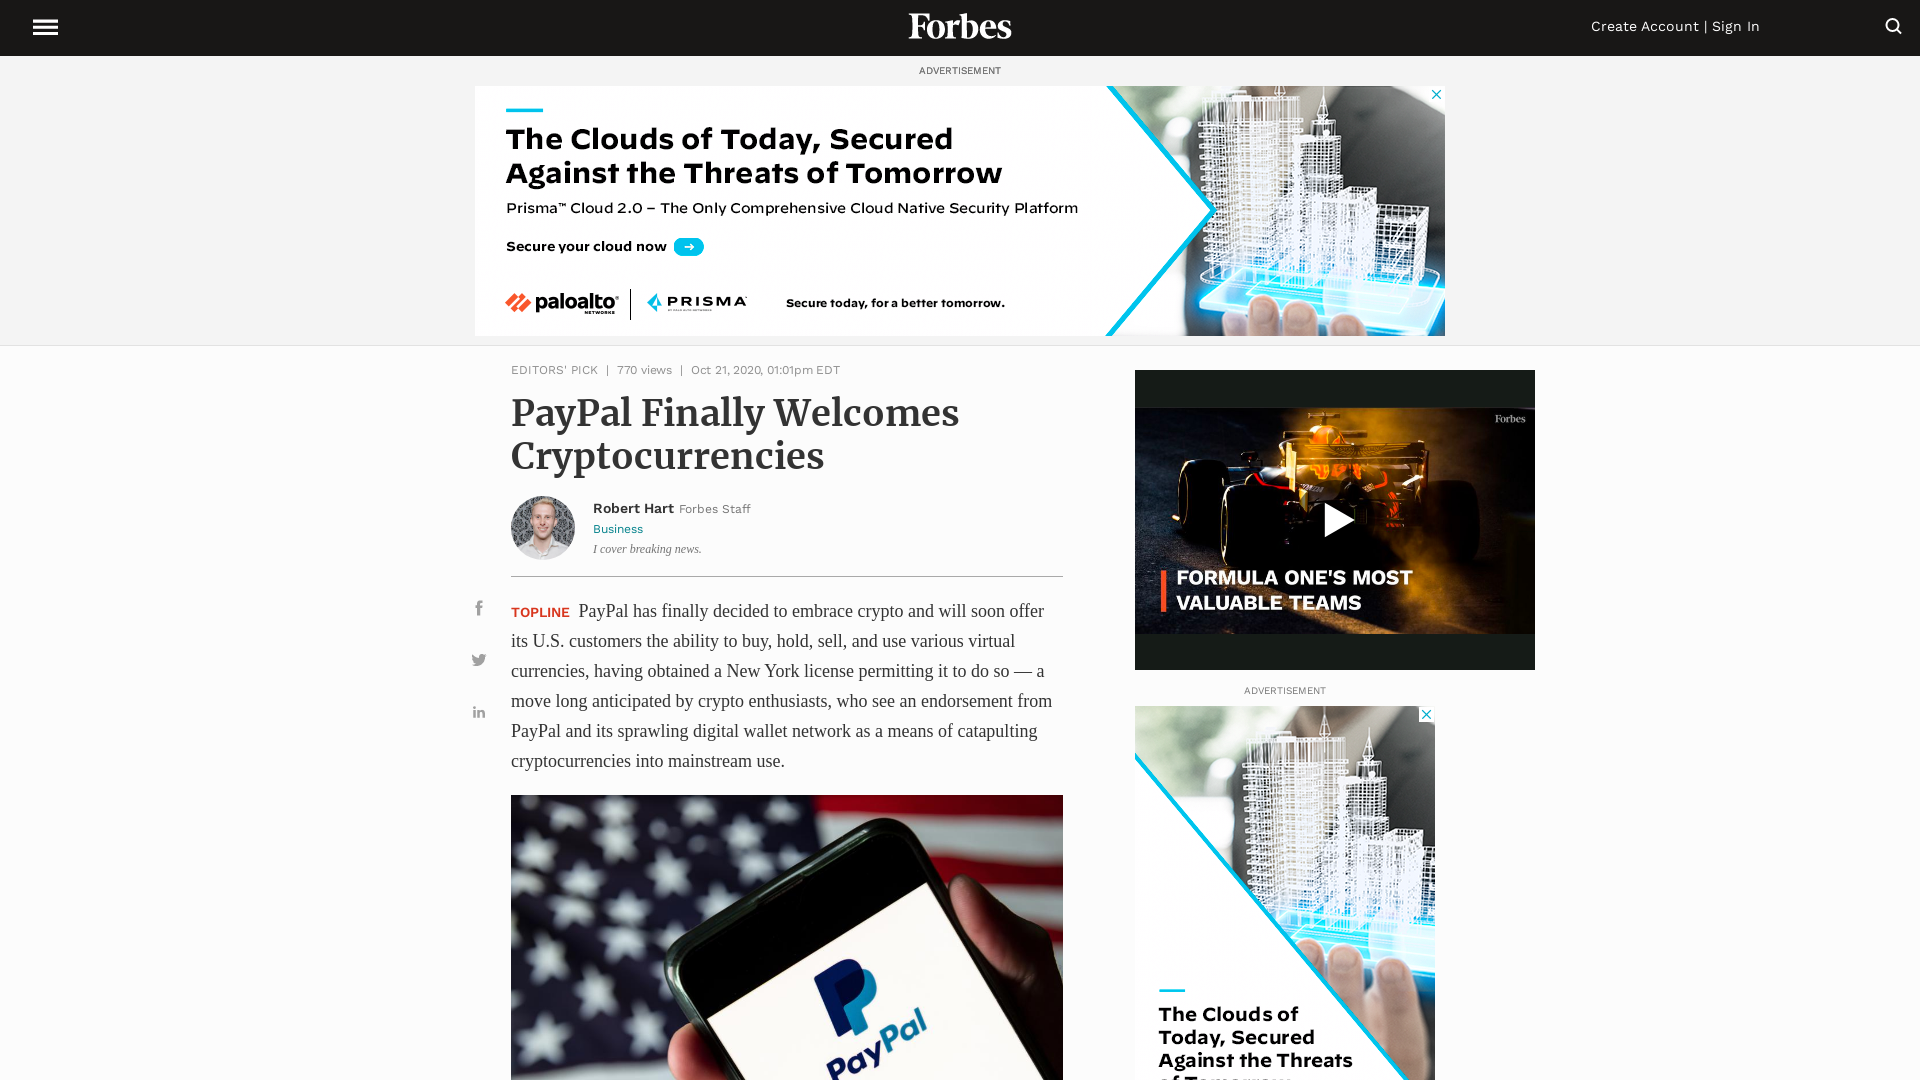 Forbes
Create Account | Sign In
ADVERTISEMENT
The Clouds of Today, Secured
Against the Threats of Tomorrow
Prisma™ Cloud 2.0 – The Only Comprehensive Cloud Native Security Platform
Secure your cloud now
paloalto® NETWORKS
PRISMA
Secure today, for a better tomorrow.
EDITORS' PICK | 770 views | Oct 21, 2020, 01:01pm EDT
PayPal Finally Welcomes
Cryptocurrencies
Robert Hart Forbes Staff
Business
I cover breaking news.
TOPLINE PayPal has finally decided to embrace crypto and will soon offer
its U.S. customers the ability to buy, hold, sell, and use various virtual
currencies, having obtained a New York license permitting it to do so — a
move long anticipated by crypto enthusiasts, who see an endorsement from
PayPal and its sprawling digital wallet network as a means of catapulting
cryptocurrencies into mainstream use.
PayPal
Forbes
FORMULA ONE'S MOST
VALUABLE TEAMS
ADVERTISEMENT
The Clouds of
Today, Secured
Against the Threats
of Tomorrow